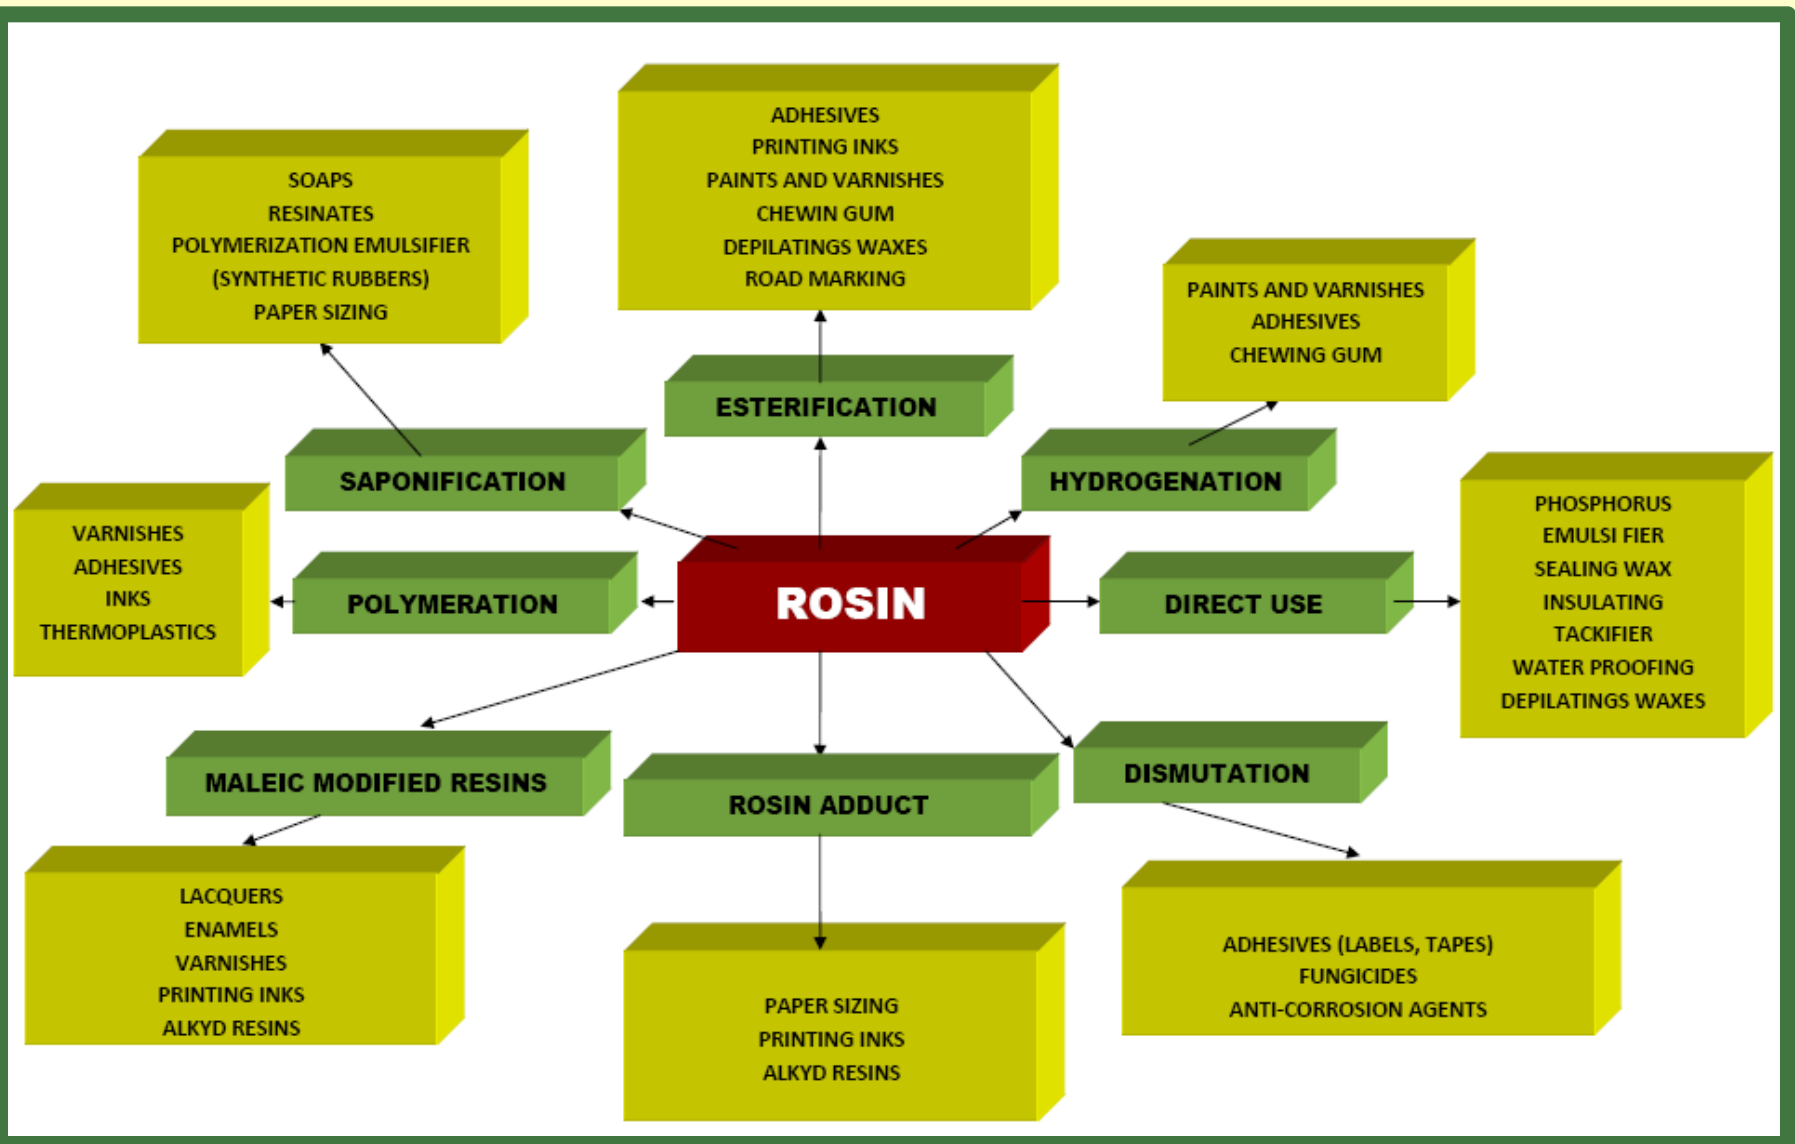 ADHESIVES
PRINTING INKS
PAINTS AND VARNISHES
CHEWIN GUM
DEPILATINGS WAXES
ROAD MARKING
SOAPS
RESINATES
POLYMERIZATION EMULSIFIER
(SYNTHETIC RUBBERS)
PAPER SIZING
PAINTS AND VARNISHES
ADHESIVES
CHEWING GUM
ESTERIFICATION
SAPONIFICATION
HYDROGENATION
VARNISHES
ADHESIVES
INKS
THERMOPLASTICS
POLYMERATION
ROSIN
DIRECT USE
PHOSPHORUS
EMULSI FIER
SEALING WAX
INSULATING
TACKIFIER
WATER PROOFING
DEPILATINGS WAXES
MALEIC MODIFIED RESINS
ROSIN ADDUCT
DISMUTATION
LACQUERS
ENAMELS
VARNISHES
PRINTING INKS
ALKYD RESINS
PAPER SIZING
PRINTING INKS
ALKYD RESINS
ADHESIVES (LABELS, TAPES)
FUNGICIDES
ANTI-CORROSION AGENTS